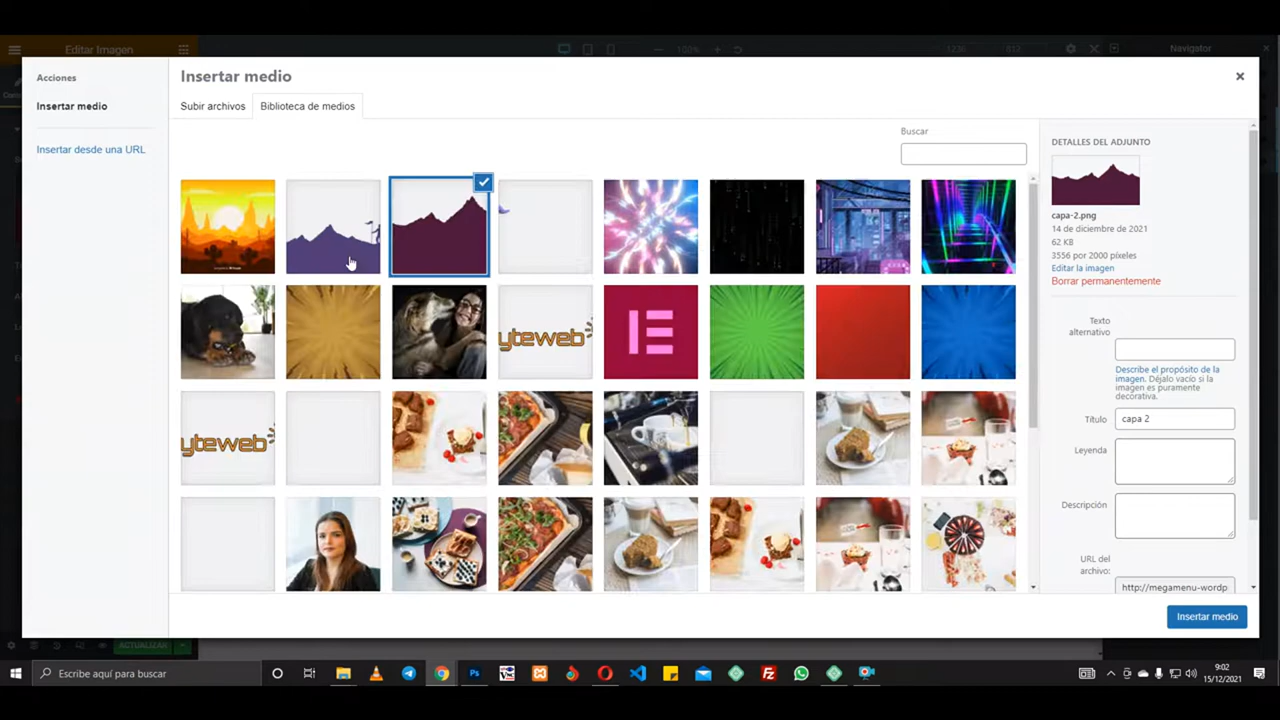 Editar Imagen
100%
1236
812
Navigator
Acciones
Insertar medio
Insertar desde una URL
Insertar medio
Subir archivos
Biblioteca de medios
Buscar
DETALLES DEL ADJUNTO
capa-2.png
14 de diciembre de 2021
62 KB
3556 por 2000 píxeles
Editar la imagen
Borrar permanentemente
Texto
alternativo
Describe el propósito de la
imagen. Déjalo vacío si la
imagen es puramente
decorativa.
Título
capa 2
Leyenda
Descripción
URL del
archivo:
http://megamenu-wordp
yteweb
yteweb
Insertar medio
ACTUALIZAR
Escribe aquí para buscar
Ps
9:02
15/12/2021